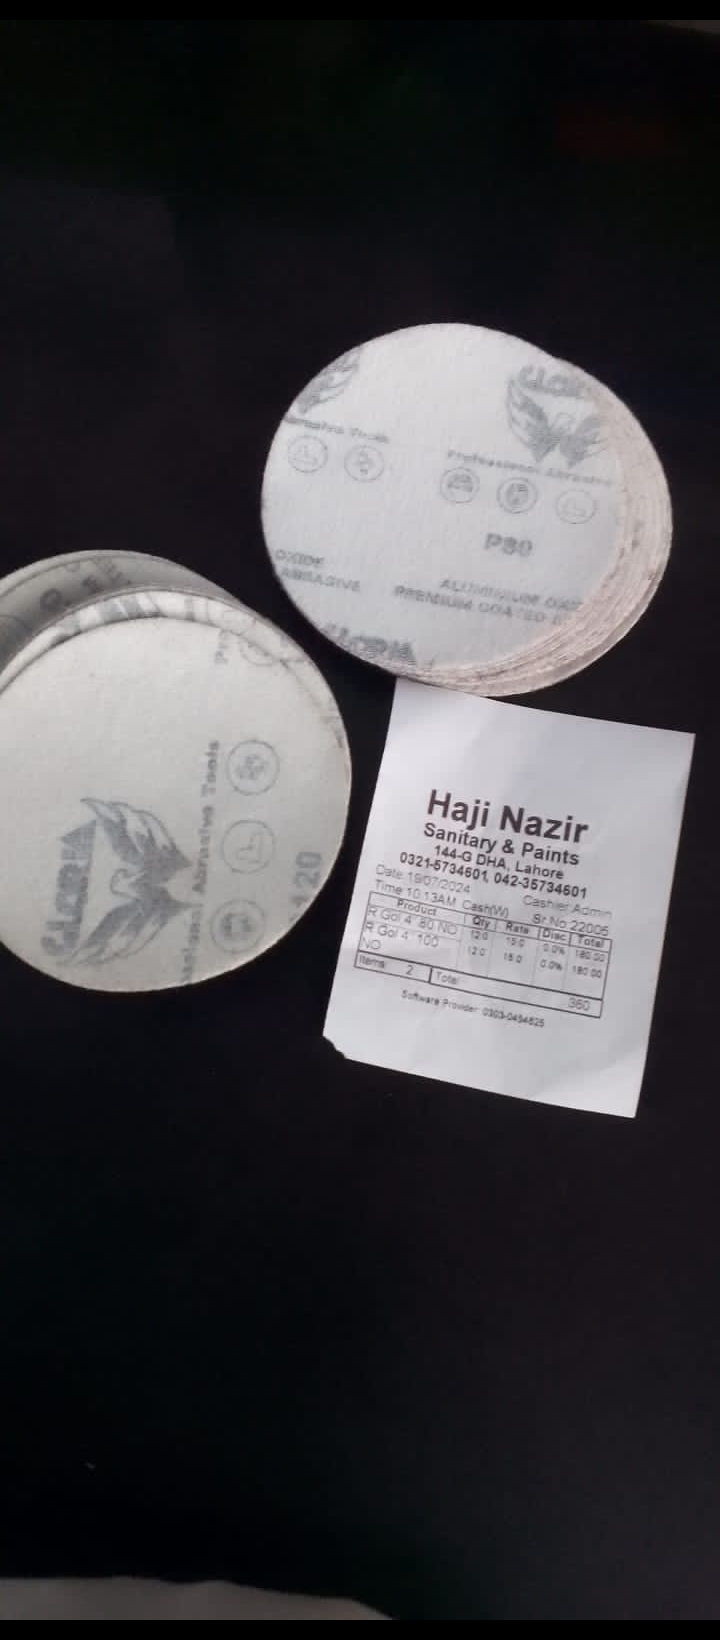 GLORIA
Professional Abrasive
P80
OXIDE
ABRASIVE
ALUMINIUM
PREMIUM COATED
GLORIA
GLORIA
Abrasive Tools
120
Haji Nazir
Sanitary & Paints
144-G DHA, Lahore
0321-5734601, 042-35734601
Date:19/07/2024 Cashier:Admin
Time:10:13AM Cash(W) Sr.No:22005
Product Qty Rate Disc Total
R Gol 4" 80 NO 12.0 15.0 0.0% 180.00
R Gol 4" 100 NO 12.0 15.0 0.0% 180.00
Items: 2 Total 360
Software Provider: 0303-0494625